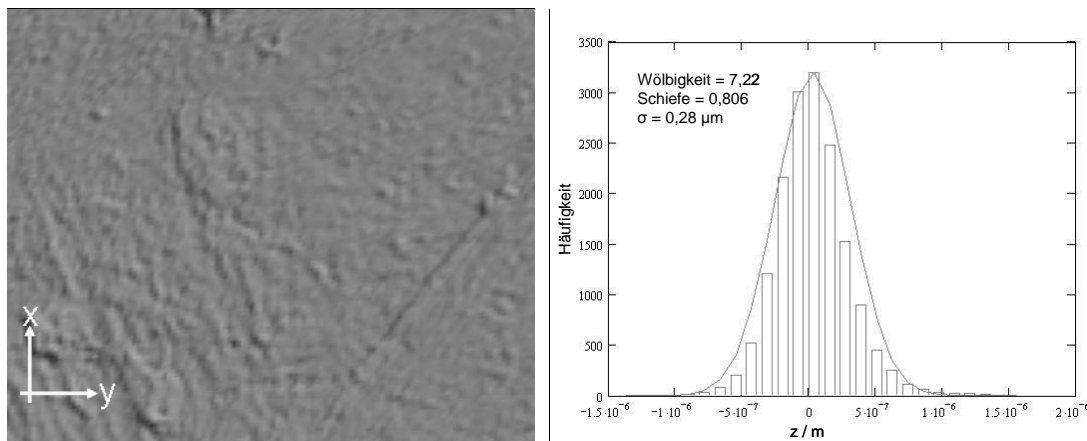 x
y
Wölbigkeit = 7,22
Schiefe = 0,806
σ = 0,28 µm
Häufigkeit
3500
3000
2500
2000
1500
1000
500
0
−1.5·10⁻⁶ −1·10⁻⁶ −5·10⁻⁷ 0 5·10⁻⁷ 1·10⁻⁶ 1.5·10⁻⁶ 2·10⁻⁶
z / m